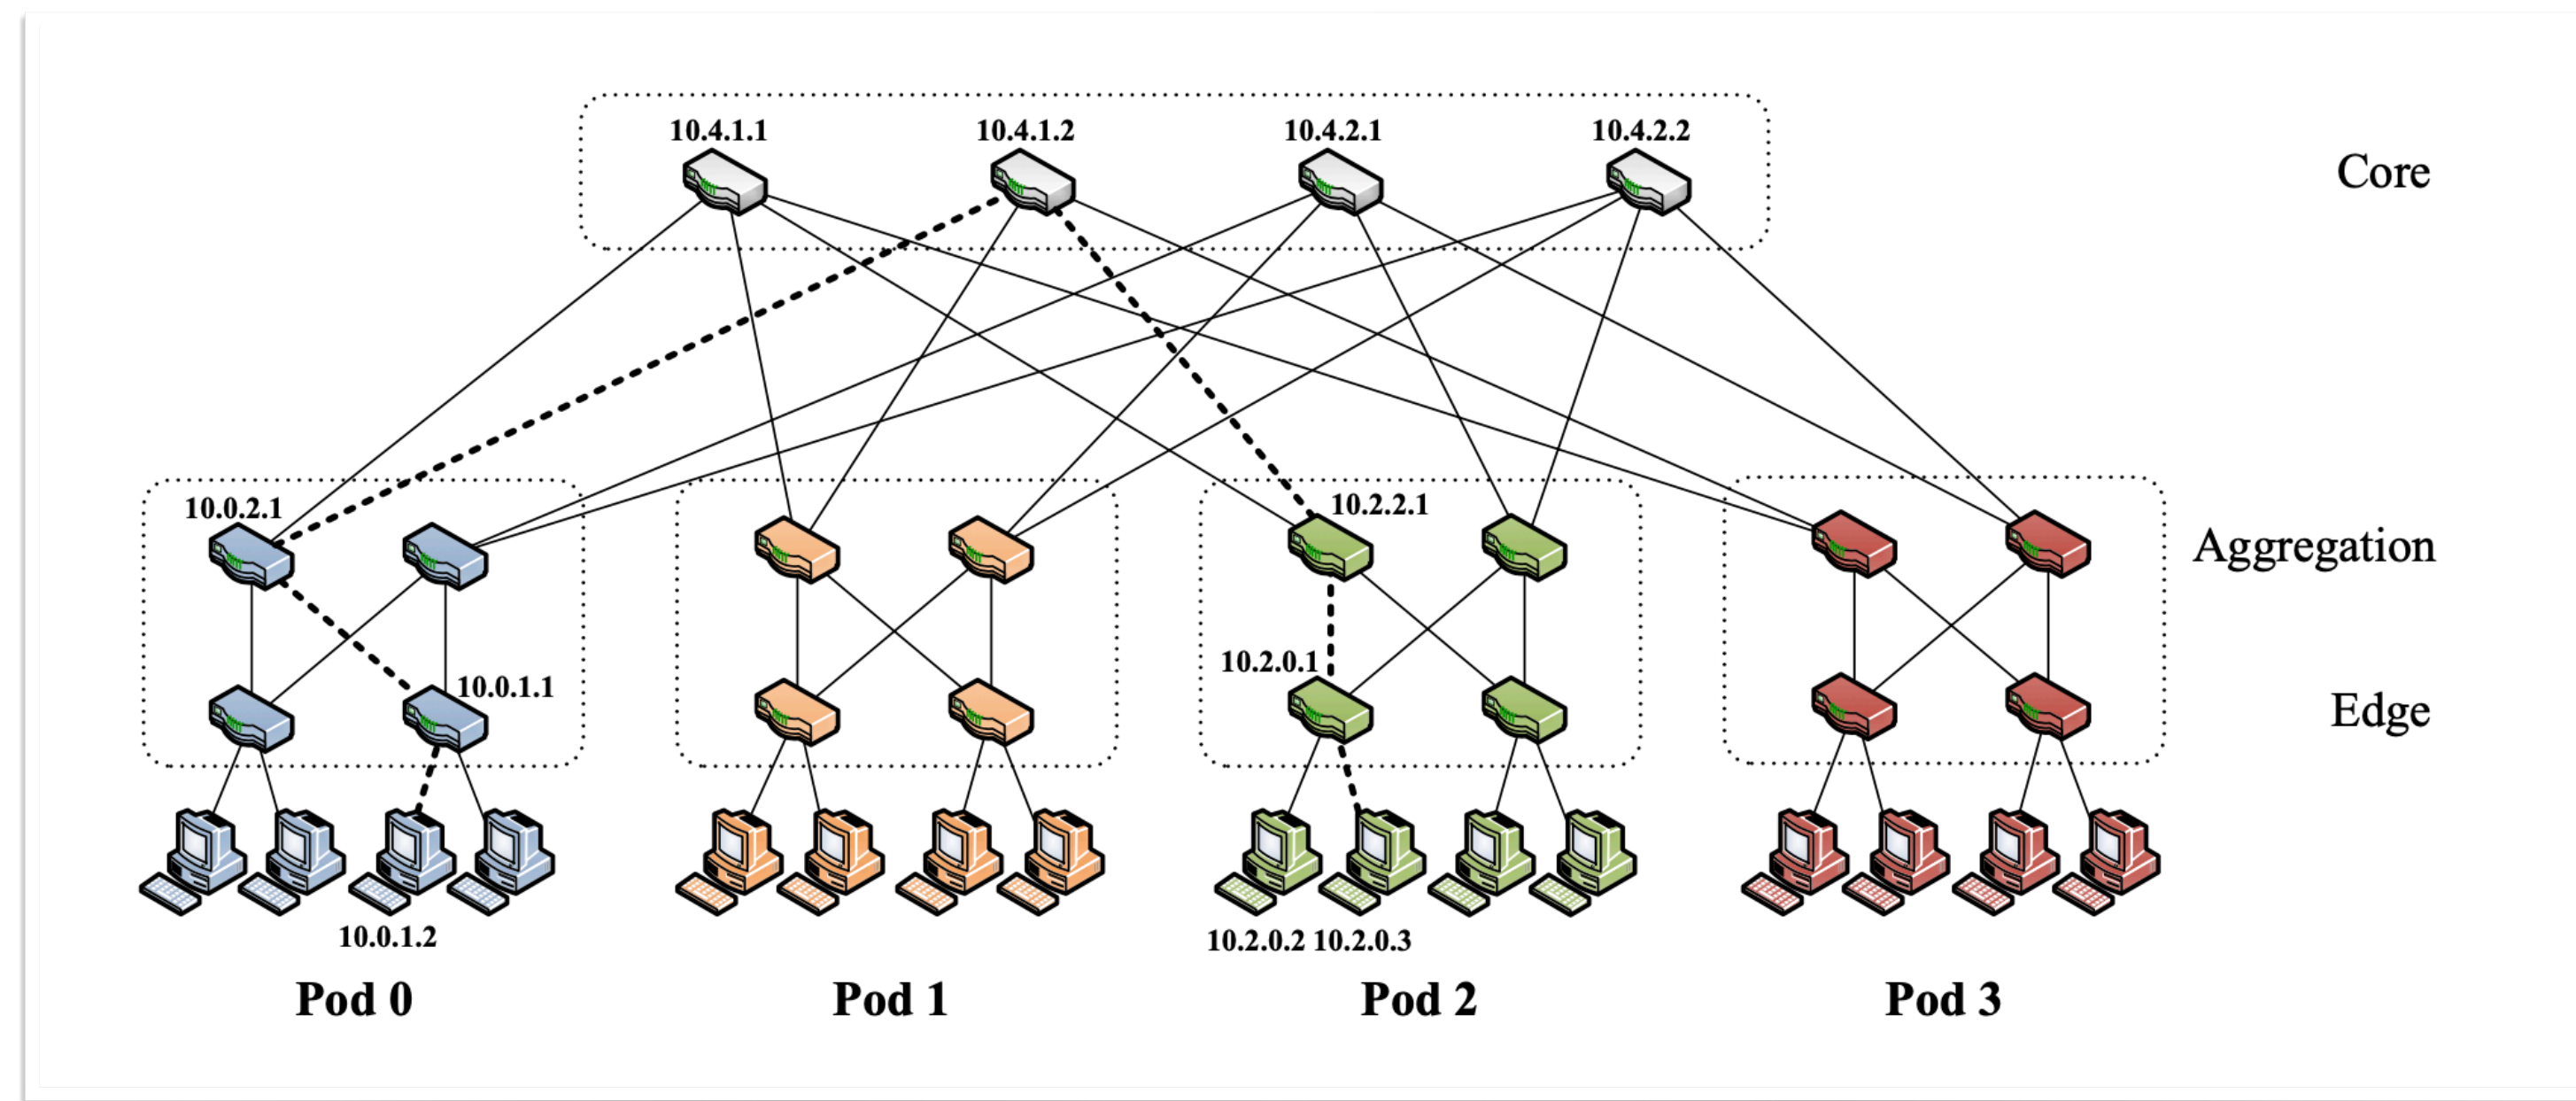 10.4.1.1
10.4.1.2
10.4.2.1
10.4.2.2
Core
10.0.2.1
10.2.2.1
Aggregation
10.2.0.1
10.0.1.1
Edge
10.0.1.2
10.2.0.2 10.2.0.3
Pod 0
Pod 1
Pod 2
Pod 3